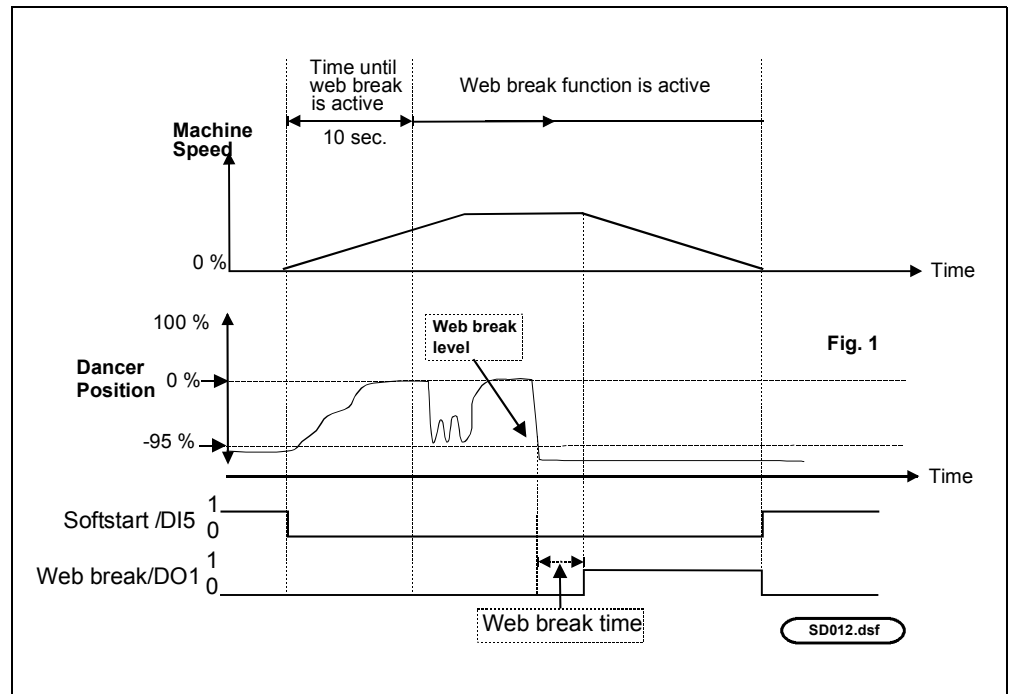 Time until
web break
is active
Web break function is active
10 sec.
Machine
Speed
0 %
Time
100 %
Web break
level
Fig. 1
Dancer
Position
0 %
-95 %
Time
Softstart /DI5
1
0
Web break/DO1
1
0
Web break time
SD012.dsf